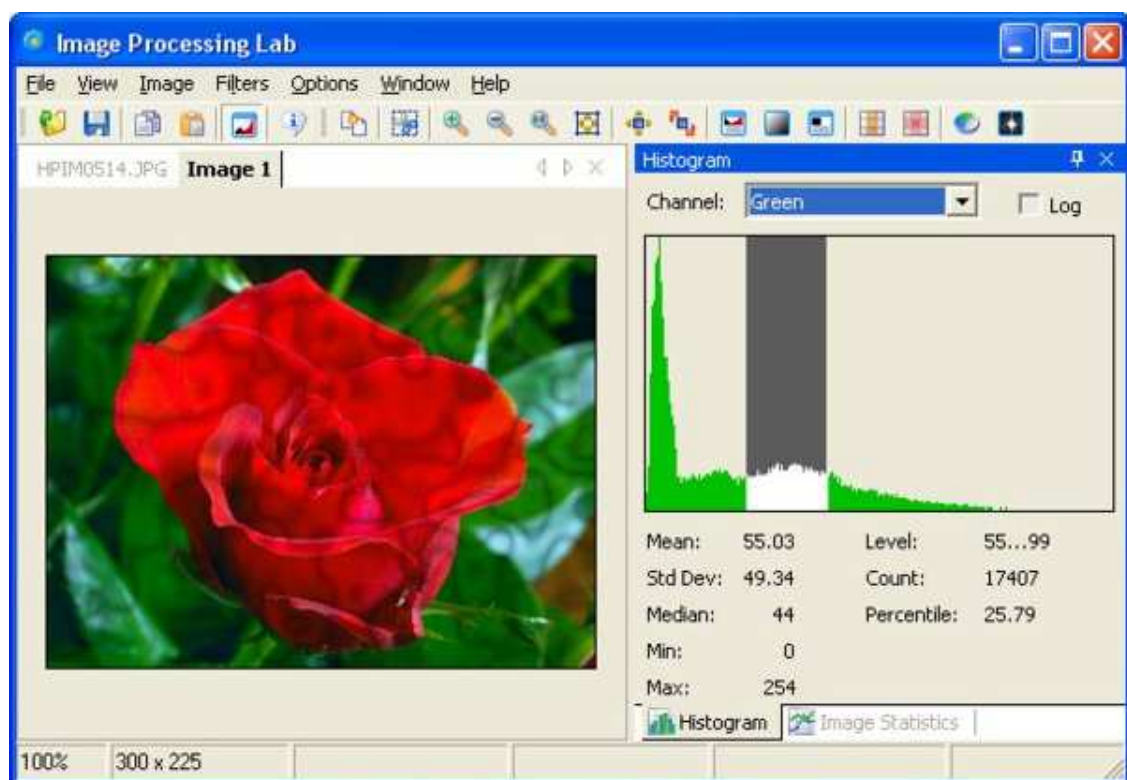 Image Processing Lab
File View Image Filters Options Window Help
HPIM0514.JPG Image 1
Histogram
Channel: Green Log
Mean: 55.03 Level: 55...99
Std Dev: 49.34 Count: 17407
Median: 44 Percentile: 25.79
Min: 0
Max: 254
Histogram Image Statistics
100% 300 x 225